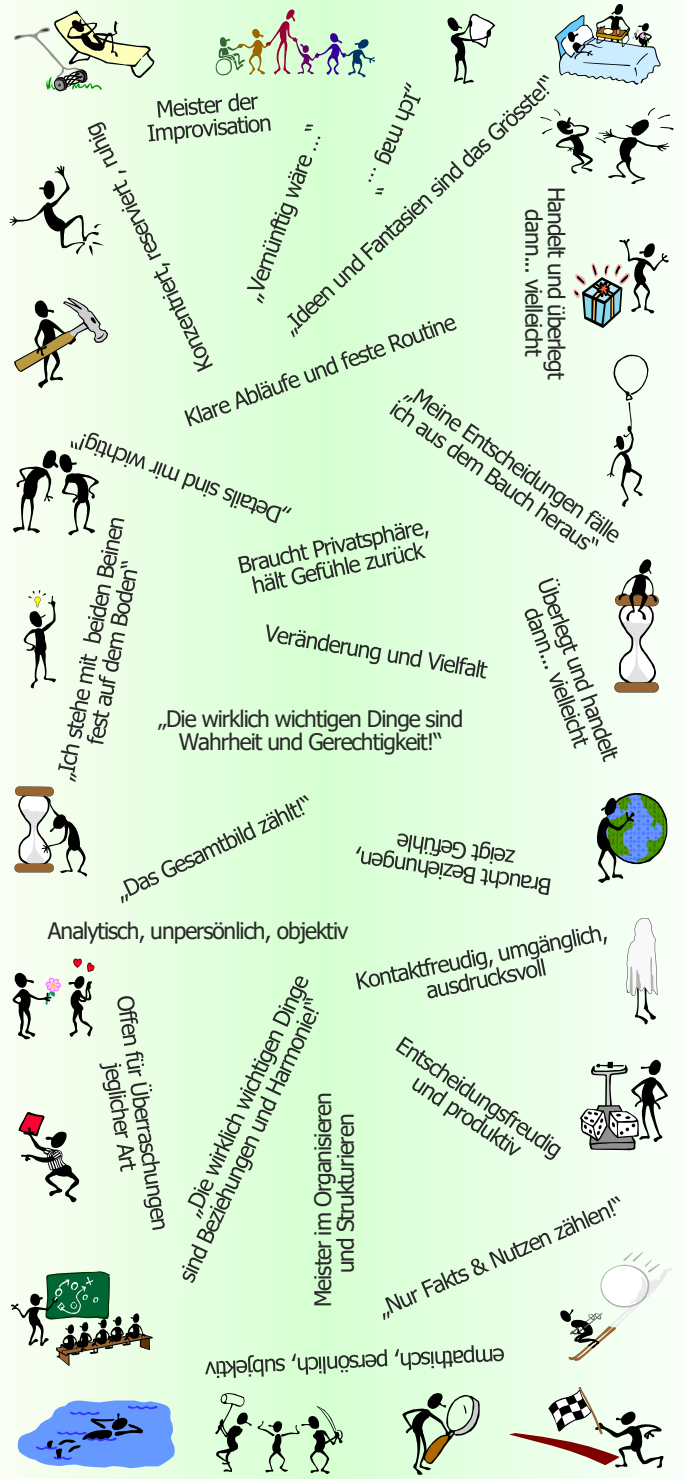 Meister der
Improvisation
Konzentriert, reserviert , ruhig
„Vernünftig wäre ...“
„Ich mag ...“
„Ideen und Fantasien sind das Grösste!“
Handelt und überlegt
dann... vielleicht
Klare Abläufe und feste Routine
„Meine Entscheidungen fälle
ich aus dem Bauch heraus“
„Details sind mir wichtig!“
„Ich stehe mit beiden Beinen
fest auf dem Boden“
Braucht Privatsphäre,
hält Gefühle zurück
Überlegt und handelt
dann... vielleicht
Veränderung und Vielfalt
„Die wirklich wichtigen Dinge sind
Wahrheit und Gerechtigkeit!“
„Das Gesamtbild zählt!“
Braucht Beziehungen,
zeigt Gefühle
Analytisch, unpersönlich, objektiv
Kontaktfreudig, umgänglich,
ausdrucksvoll
Offen für Überraschungen
jeglicher Art
„Die wirklich wichtigen Dinge
sind Beziehungen und Harmonie!“
Entscheidungsfreudig
und produktiv
Meister im Organisieren
und Strukturieren
„Nur Fakts & Nutzen zählen!“
empathisch, persönlich, subjektiv